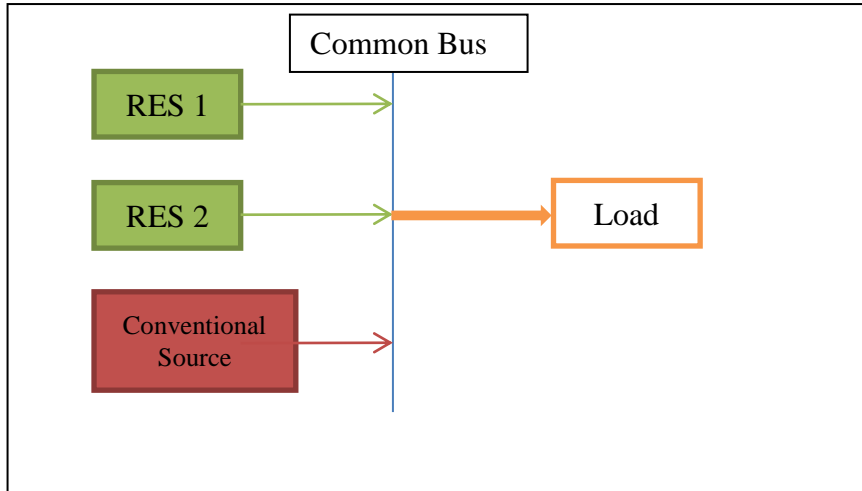 Common Bus
RES 1
RES 2
Load
Conventional
Source